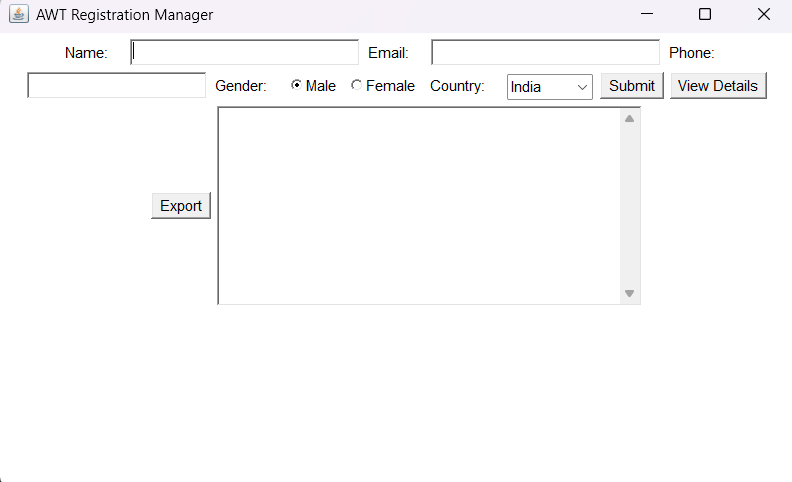 AWT Registration Manager
Name: Email: Phone:
Gender: Male Female Country: India Submit View Details
Export